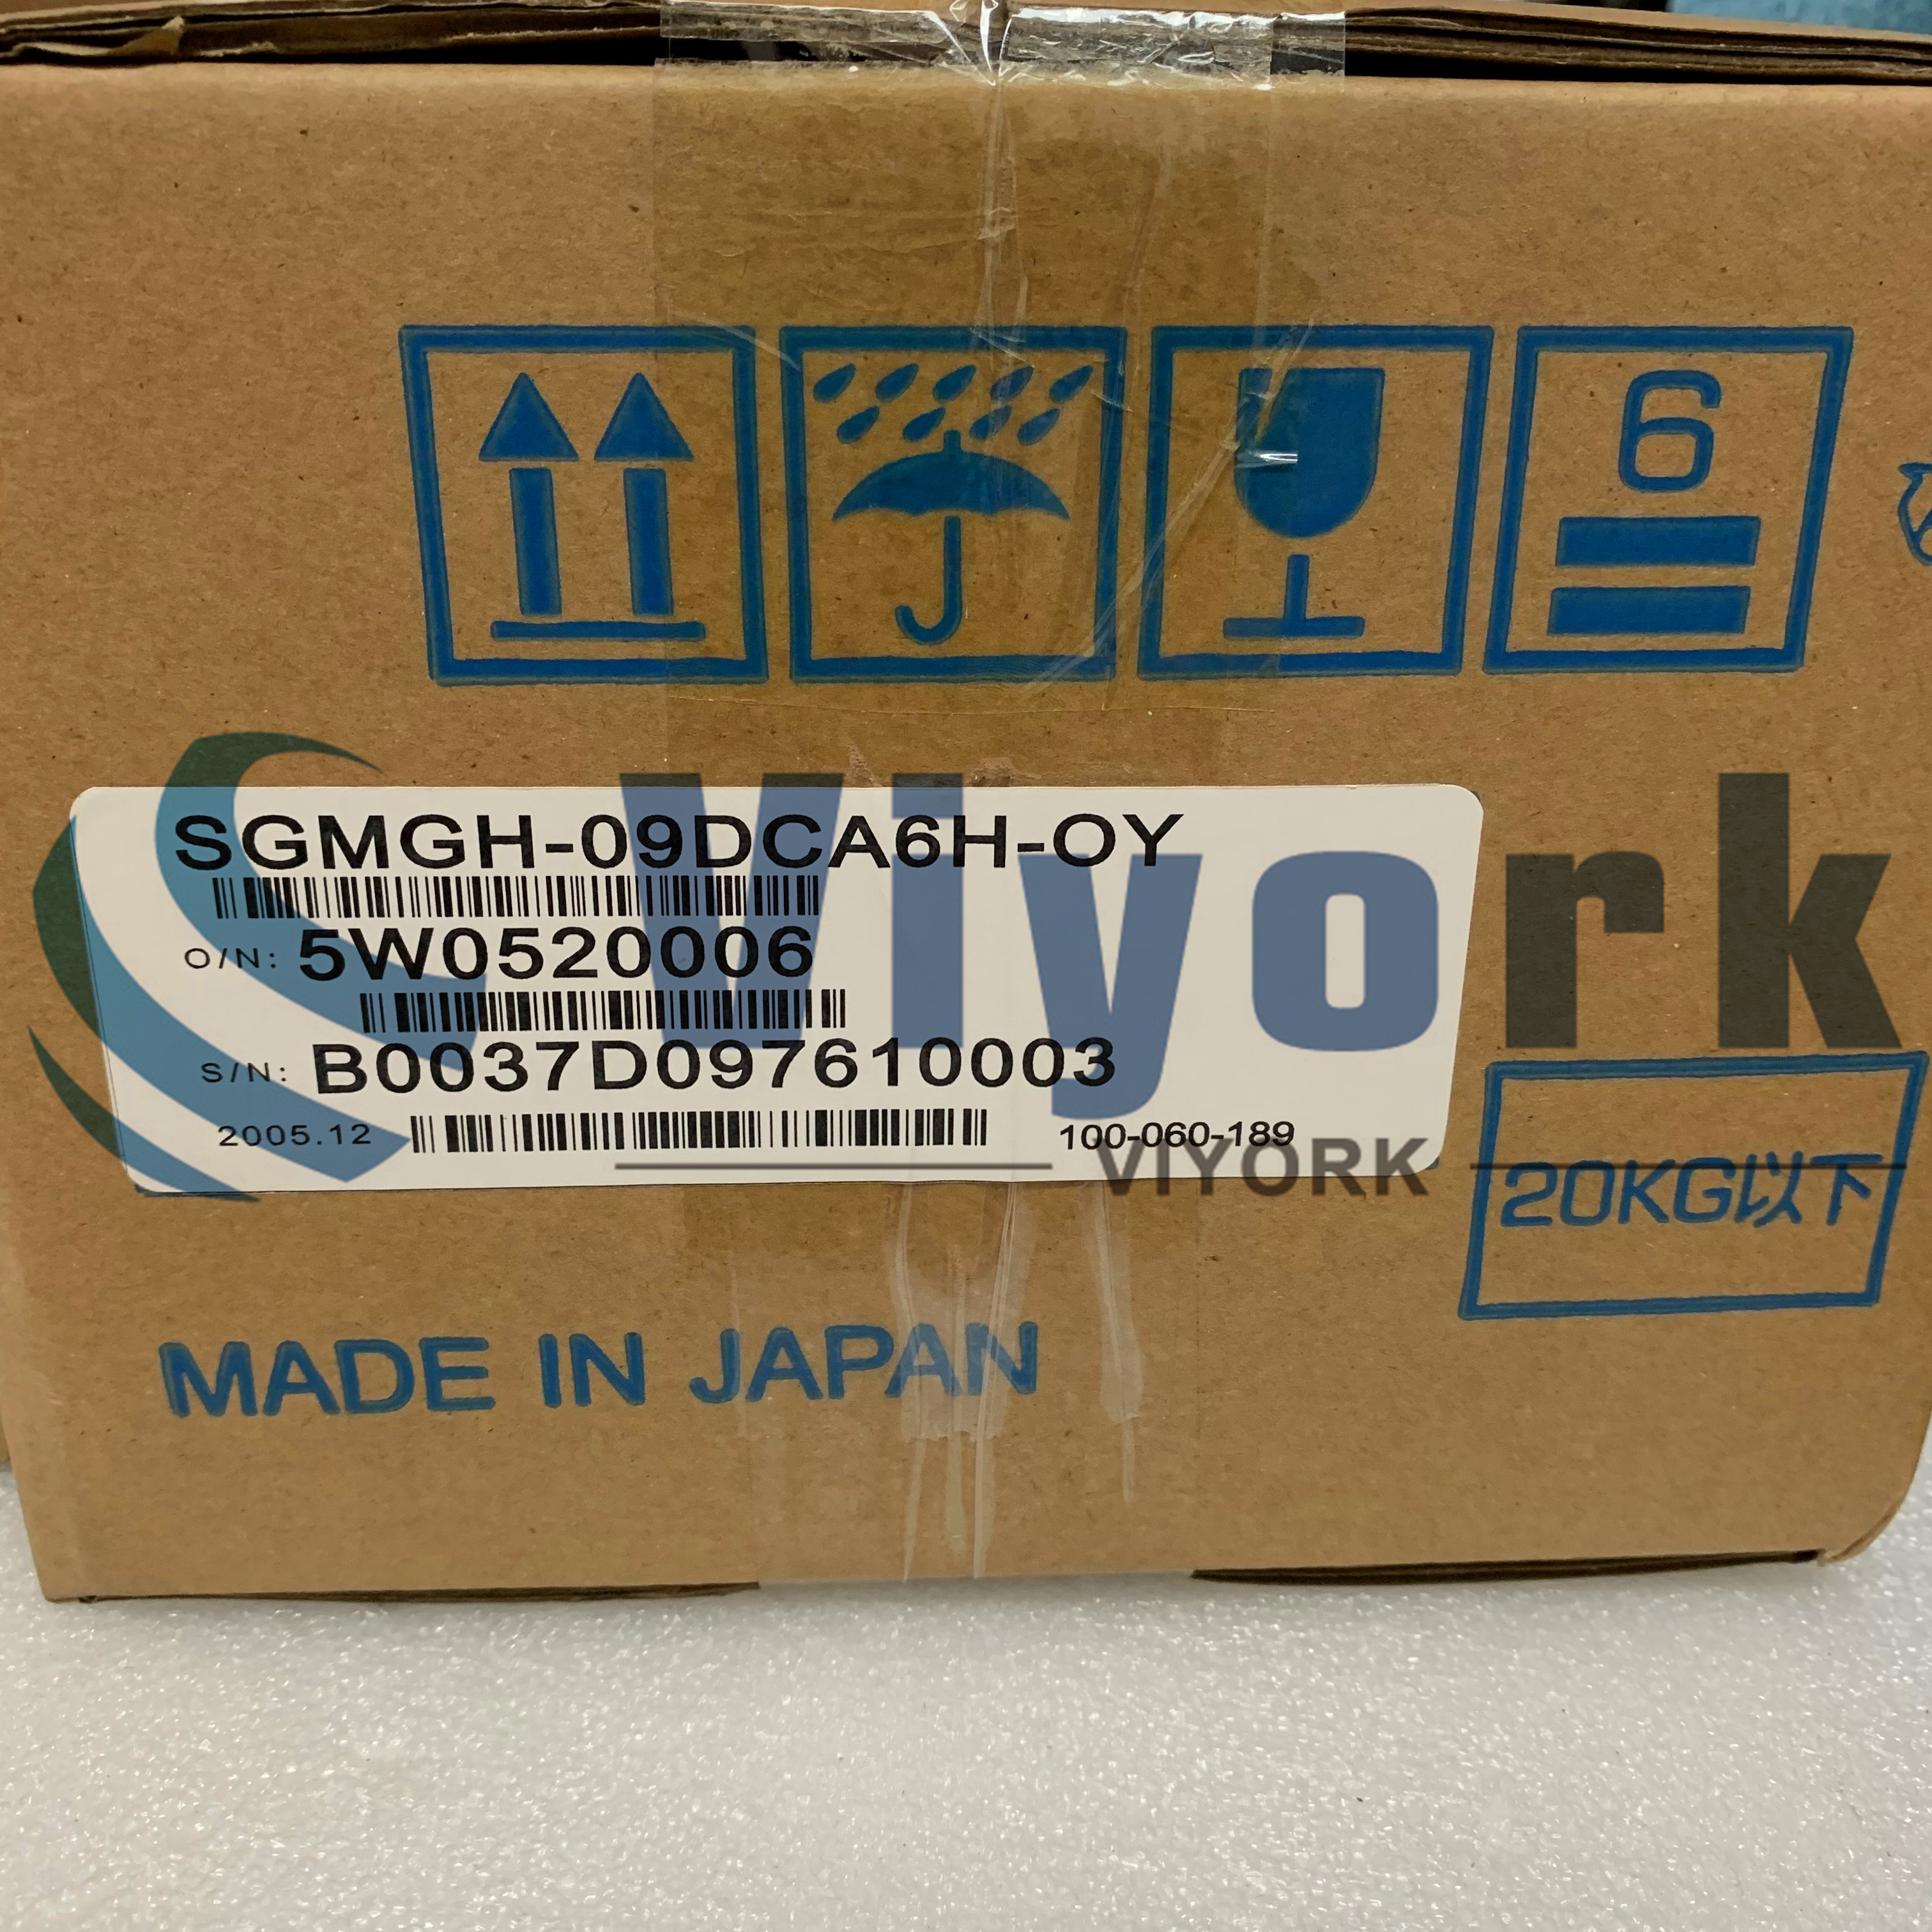 6
SGMGH-09DCA6H-OY
O/N: 5W0520006
S/N: B0037D097610003
2005.12
100-060-189
Viyork
VIYORK
20KG以下
MADE IN JAPAN